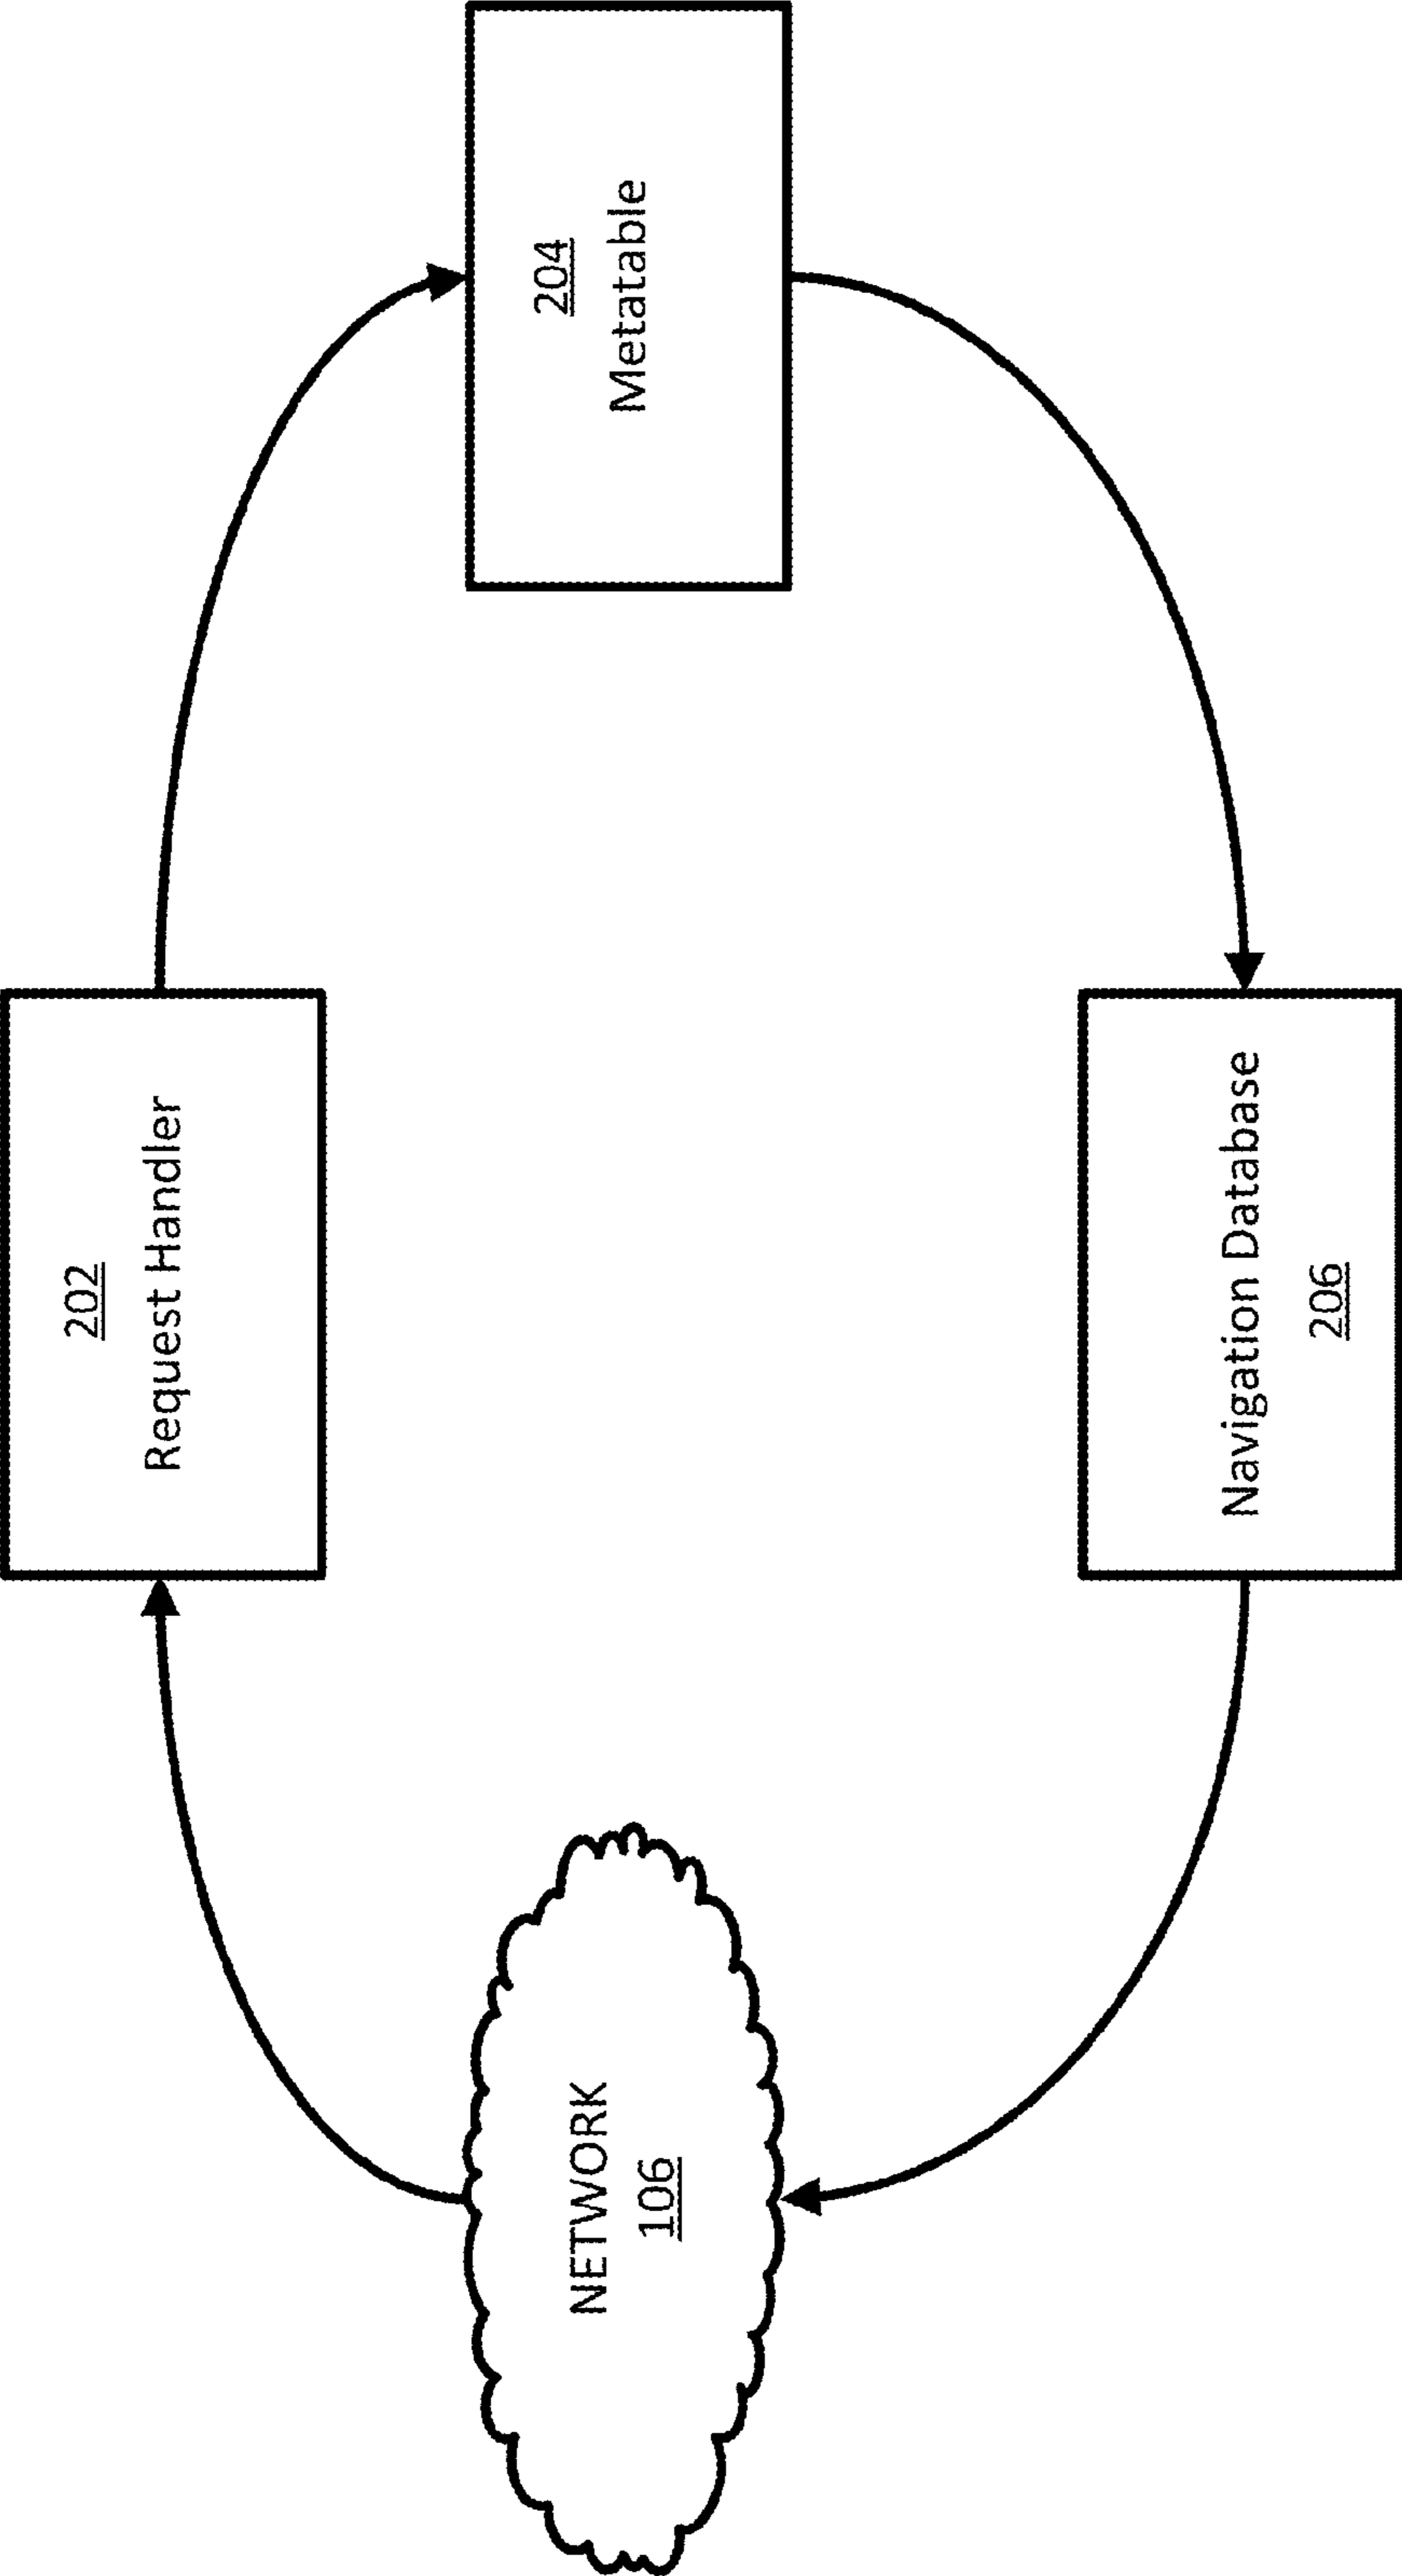 202
Request Handler
204
Metatable
NETWORK
106
Navigation Database
206